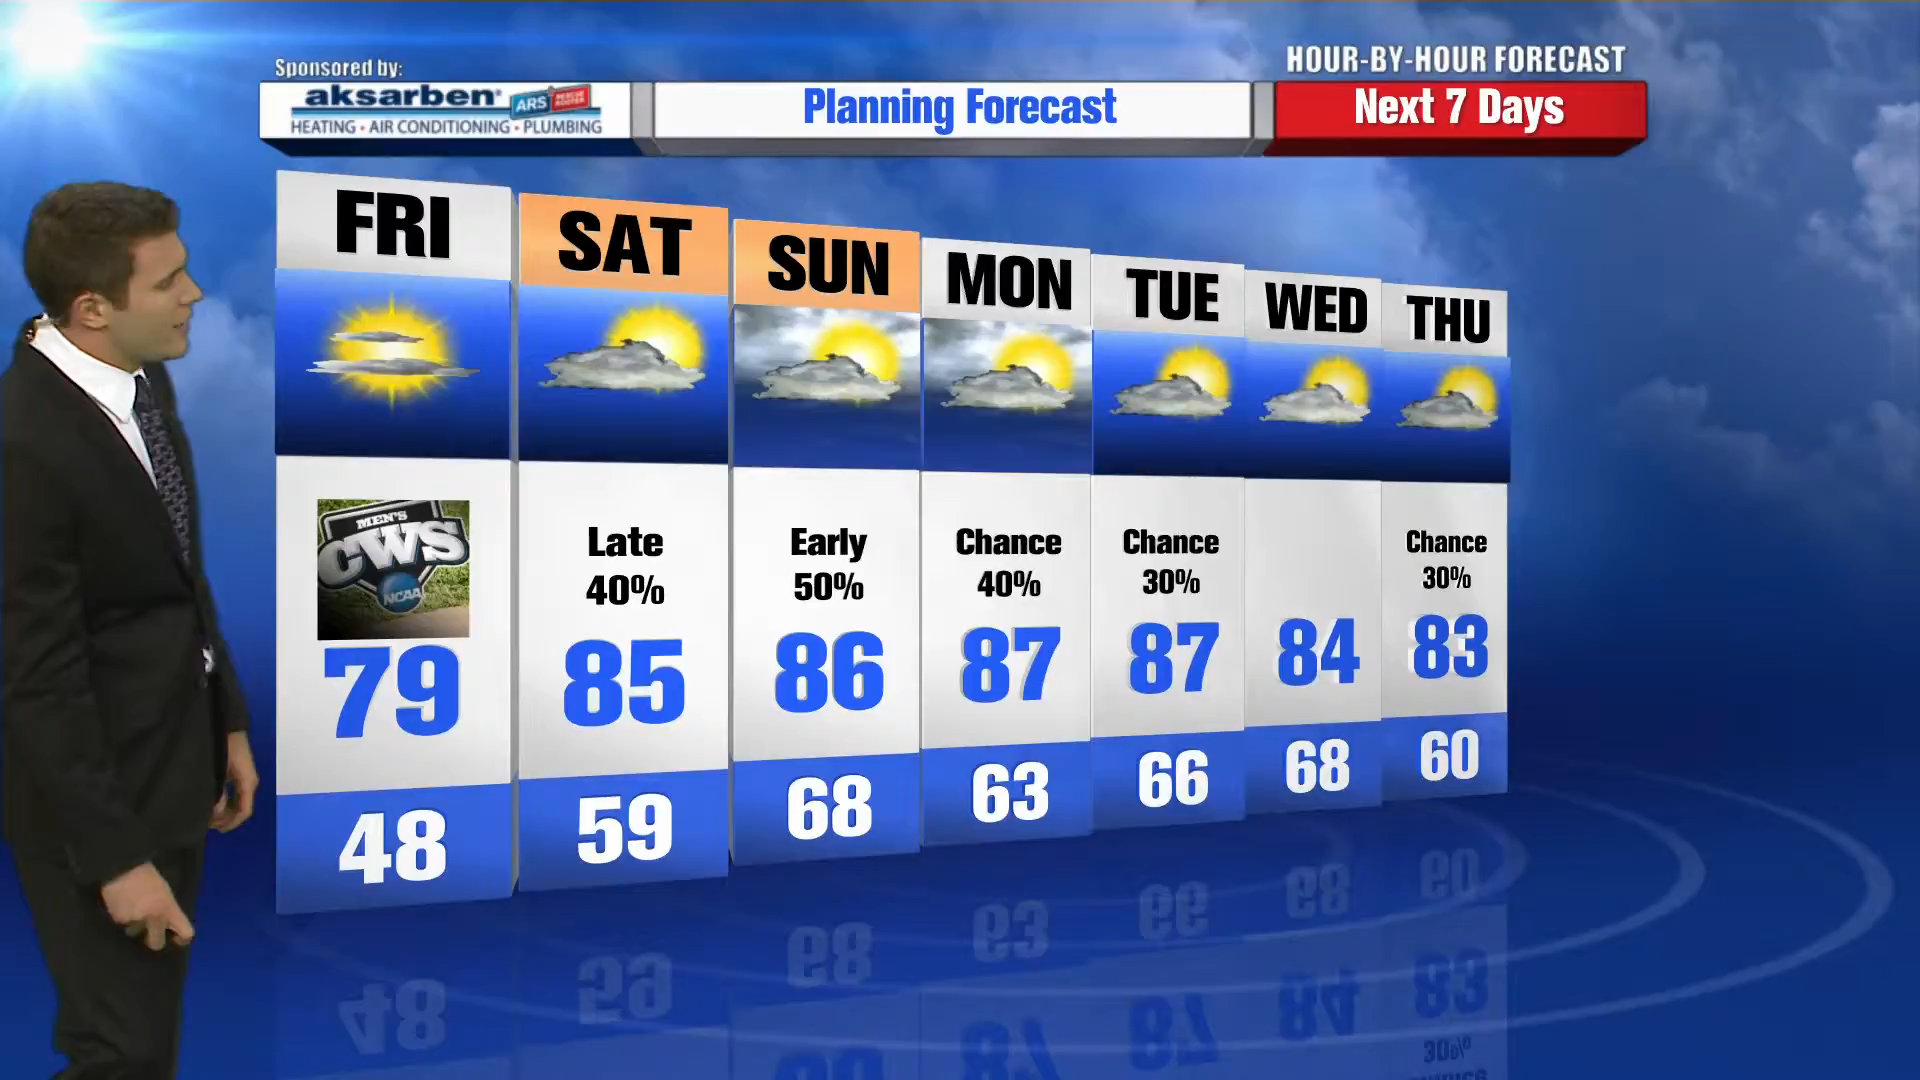 Sponsored by:
aksarben ARS RESCUE ROOTER
HEATING • AIR CONDITIONING • PLUMBING
Planning Forecast
HOUR-BY-HOUR FORECAST
Next 7 Days
FRI
MEN'S
CWS
NCAA
79
48
SAT
Late
40%
85
59
SUN
Early
50%
86
68
MON
Chance
40%
87
63
TUE
Chance
30%
87
66
WED
84
68
THU
Chance
30%
83
60